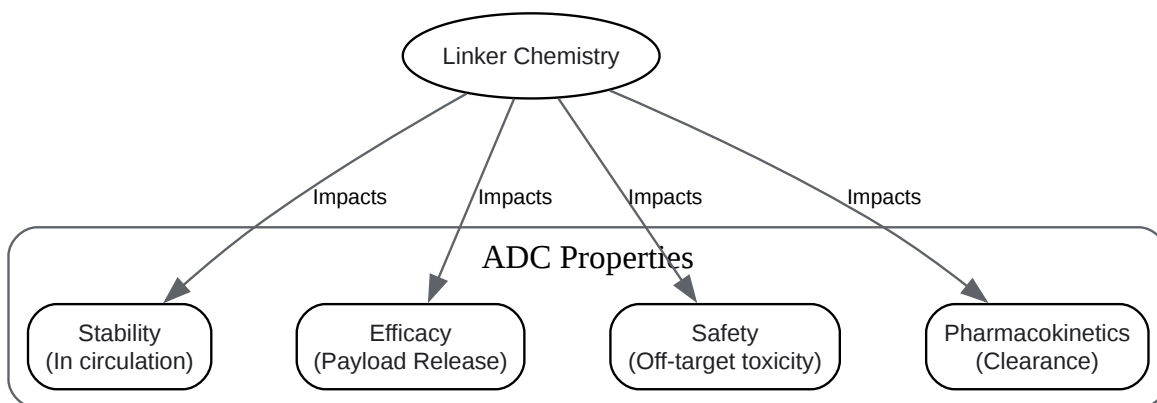 Linker Chemistry
Impacts
Impacts
Impacts
Impacts
ADC Properties
Stability
(In circulation)
Efficacy
(Payload Release)
Safety
(Off-target toxicity)
Pharmacokinetics
(Clearance)